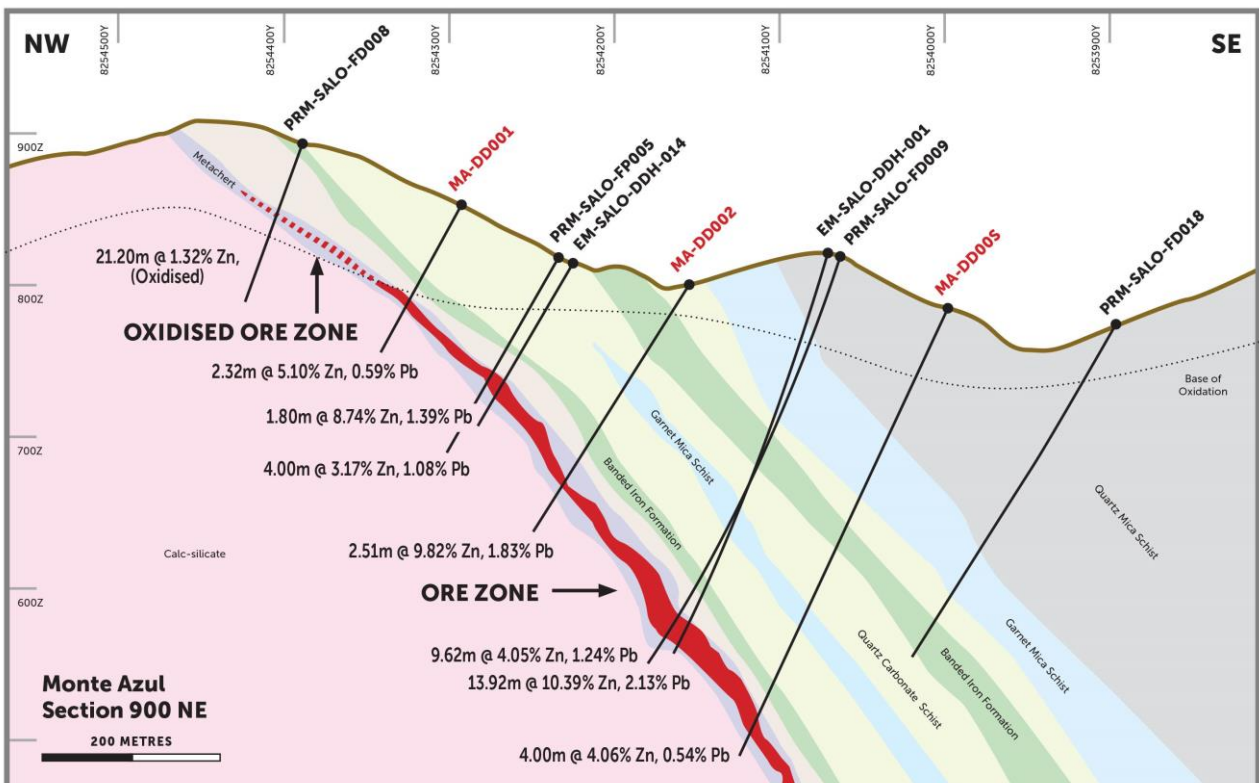 NW
SE
8254500Y
8254400Y
8254300Y
8254200Y
8254100Y
8254000Y
8253900Y
PRM-SALO-FD008
MA-DD001
PRM-SALO-FP005
EM-SALO-DDH-014
MA-DD002
EM-SALO-DDH-001
PRM-SALO-FD009
MA-DD00S
PRM-SALO-FD018
900Z
800Z
700Z
600Z
Metachert
21.20m @ 1.32% Zn,
(Oxidised)
OXIDISED ORE ZONE
2.32m @ 5.10% Zn, 0.59% Pb
1.80m @ 8.74% Zn, 1.39% Pb
4.00m @ 3.17% Zn, 1.08% Pb
2.51m @ 9.82% Zn, 1.83% Pb
ORE ZONE
9.62m @ 4.05% Zn, 1.24% Pb
13.92m @ 10.39% Zn, 2.13% Pb
4.00m @ 4.06% Zn, 0.54% Pb
Base of
Oxidation
Calc-silicate
Banded Iron Formation
Garnet Mica Schist
Quartz Carbonate Schist
Banded Iron Formation
Garnet Mica Schist
Quartz Mica Schist
Monte Azul
Section 900 NE
200 METRES